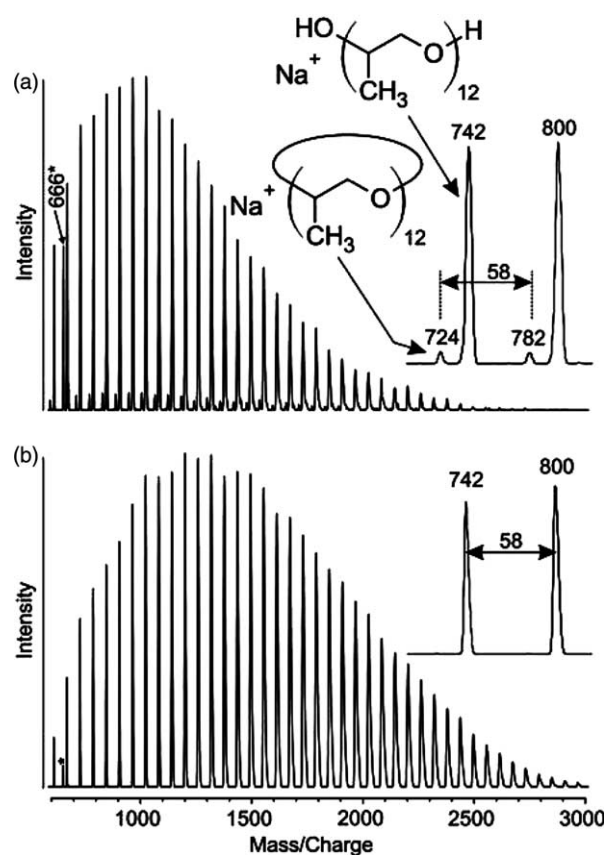 (a)
HO
H
O
Na+
CH3
12
742
800
666*
Na+
O
CH3
12
58
724
782
Intensity
(b)
742
800
58
Intensity
*
1000
1500
2000
2500
3000
Mass/Charge